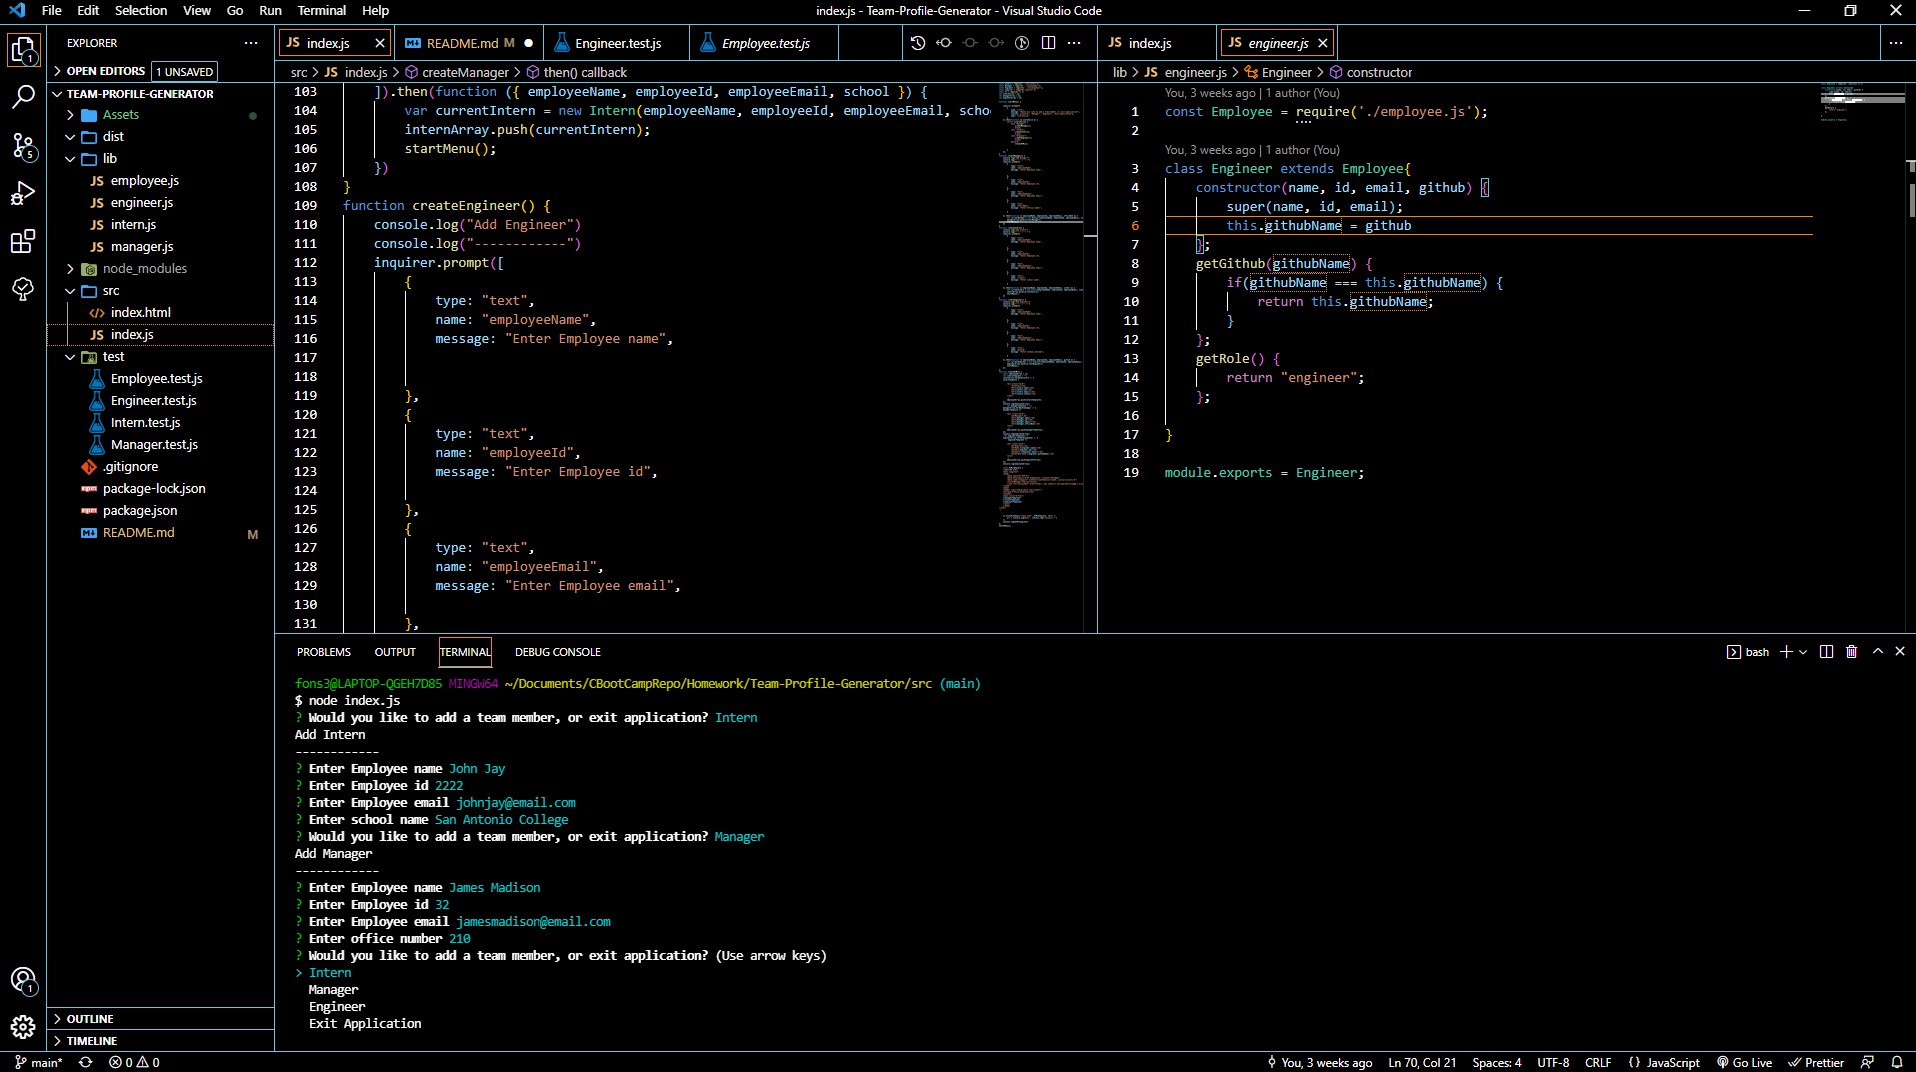 File Edit Selection View Go Run Terminal Help
index.js - Team-Profile-Generator - Visual Studio Code
EXPLORER
OPEN EDITORS 1 UNSAVED
TEAM-PROFILE-GENERATOR
Assets
dist
lib
JS employee.js
JS engineer.js
JS intern.js
JS manager.js
node_modules
src
index.html
JS index.js
test
Employee.test.js
Engineer.test.js
Intern.test.js
Manager.test.js
.gitignore
package-lock.json
package.json
README.md M
OUTLINE
TIMELINE
1
5
1
JS index.js
README.md M
Engineer.test.js
Employee.test.js
src > JS index.js > createManager > then() callback
103 ]).then(function ({ employeeName, employeeId, employeeEmail, school }) {
104 var currentIntern = new Intern(employeeName, employeeId, employeeEmail, scho
105 internArray.push(currentIntern);
106 startMenu();
107 })
108 }
109 function createEngineer() {
110 console.log("Add Engineer")
111 console.log("------------")
112 inquirer.prompt([
113 {
114 type: "text",
115 name: "employeeName",
116 message: "Enter Employee name",
117
118
119 },
120 {
121 type: "text",
122 name: "employeeId",
123 message: "Enter Employee id",
124
125 },
126 {
127 type: "text",
128 name: "employeeEmail",
129 message: "Enter Employee email",
130
131 },
JS index.js
JS engineer.js
lib > JS engineer.js > Engineer > constructor
You, 3 weeks ago | 1 author (You)
1 const Employee = require('./employee.js');
2
You, 3 weeks ago | 1 author (You)
3 class Engineer extends Employee{
4 constructor(name, id, email, github) {
5 super(name, id, email);
6 this.githubName = github
7 };
8 getGithub(githubName) {
9 if(githubName === this.githubName) {
10 return this.githubName;
11 }
12 };
13 getRole() {
14 return "engineer";
15 };
16
17 }
18
19 module.exports = Engineer;
PROBLEMS OUTPUT TERMINAL DEBUG CONSOLE
bash
fons3@LAPTOP-QGEH7D85 MINGW64 ~/Documents/CBootCampRepo/Homework/Team-Profile-Generator/src (main)
$ node index.js
? Would you like to add a team member, or exit application? Intern
Add Intern
------------
? Enter Employee name John Jay
? Enter Employee id 2222
? Enter Employee email johnjay@email.com
? Enter school name San Antonio College
? Would you like to add a team member, or exit application? Manager
Add Manager
------------
? Enter Employee name James Madison
? Enter Employee id 32
? Enter Employee email jamesmadison@email.com
? Enter office number 210
? Would you like to add a team member, or exit application? (Use arrow keys)
> Intern
Manager
Engineer
Exit Application
main* 0 0
You, 3 weeks ago Ln 70, Col 21 Spaces: 4 UTF-8 CRLF {} JavaScript Go Live Prettier